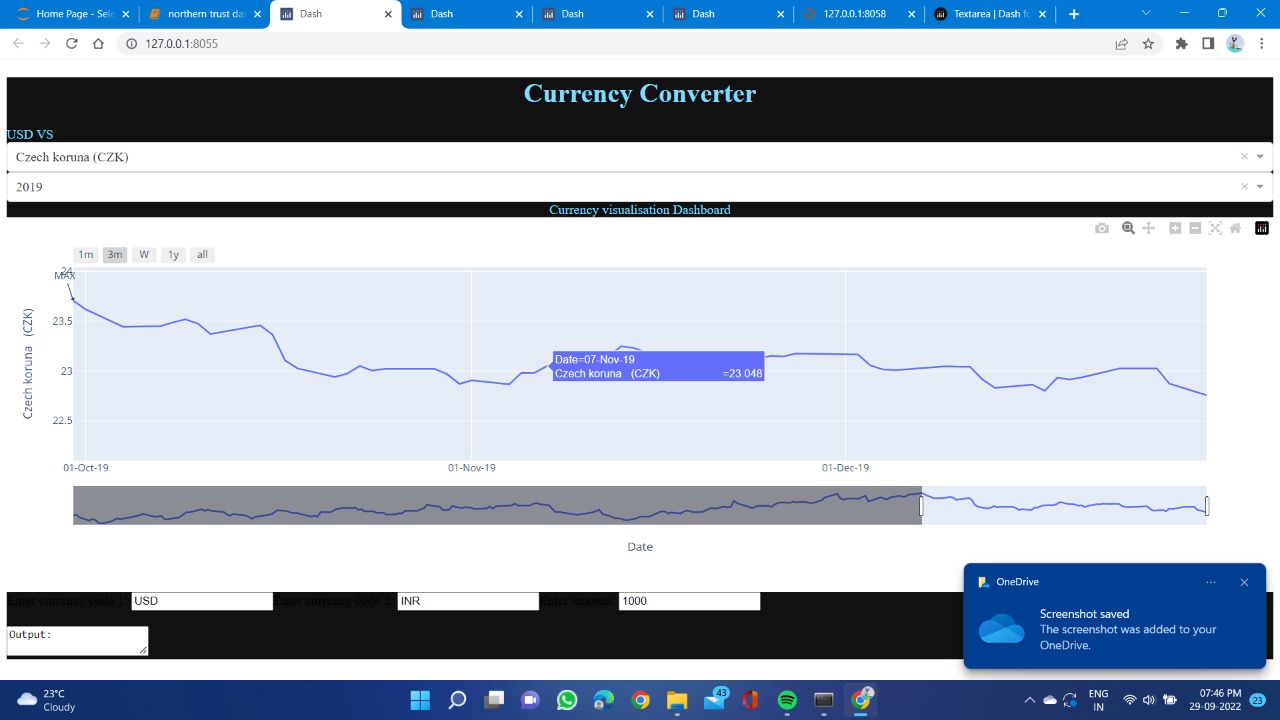 Home Page - Sele
northern trust das
Dash
Dash
Dash
Dash
127.0.0.1:8058
Textarea | Dash fo
127.0.0.1:8055
Currency Converter
USD VS
Czech koruna (CZK)
2019
Currency visualisation Dashboard
1m 3m W 1y all
24
MAX
23.5
23
22.5
Czech koruna (CZK)
Date=07-Nov-19
Czech koruna (CZK) =23.048
01-Oct-19 01-Nov-19 01-Dec-19
Date
Enter currency code 1: USD Enter currency code 2: INR Enter amount: 1000
Output:
OneDrive
Screenshot saved
The screenshot was added to your
OneDrive.
23°C
Cloudy
43
ENG
IN
07:46 PM
29-09-2022
23